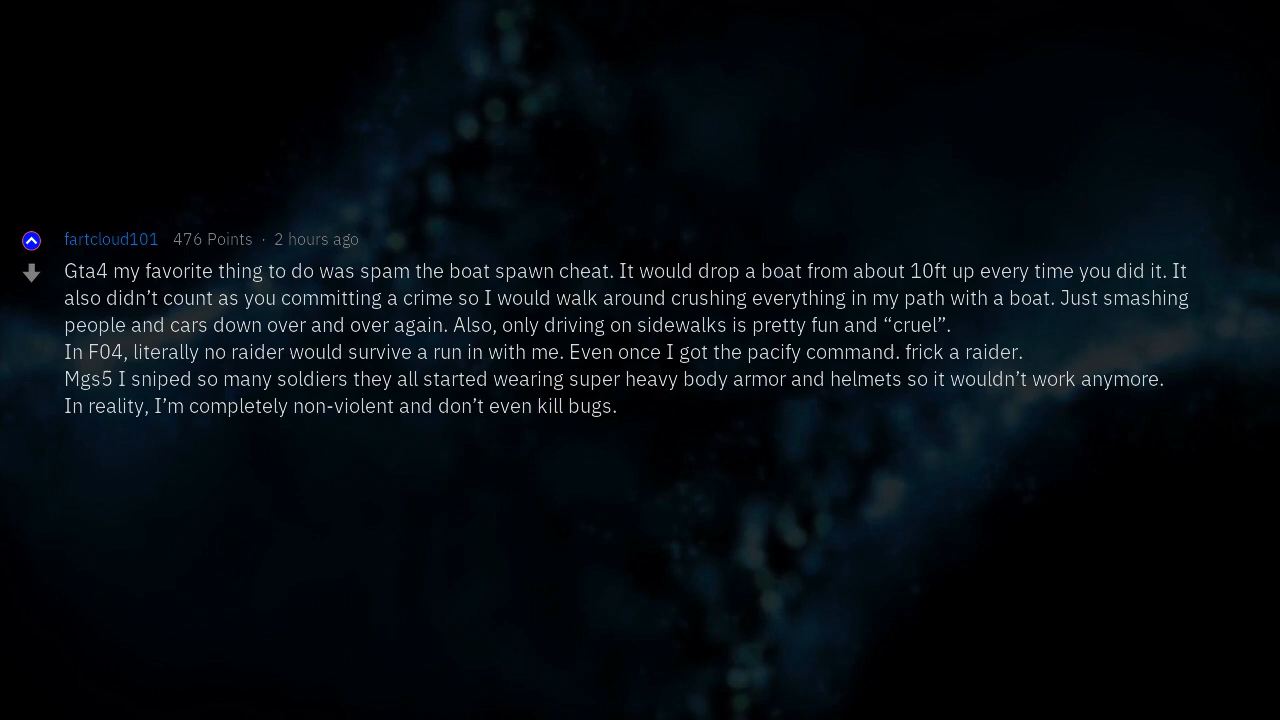 fartcloud101 476 Points · 2 hours ago
Gta4 my favorite thing to do was spam the boat spawn cheat. It would drop a boat from about 10ft up every time you did it. It
also didn’t count as you committing a crime so I would walk around crushing everything in my path with a boat. Just smashing
people and cars down over and over again. Also, only driving on sidewalks is pretty fun and “cruel”.
In F04, literally no raider would survive a run in with me. Even once I got the pacify command. frick a raider.
Mgs5 I sniped so many soldiers they all started wearing super heavy body armor and helmets so it wouldn’t work anymore.
In reality, I’m completely non-violent and don’t even kill bugs.